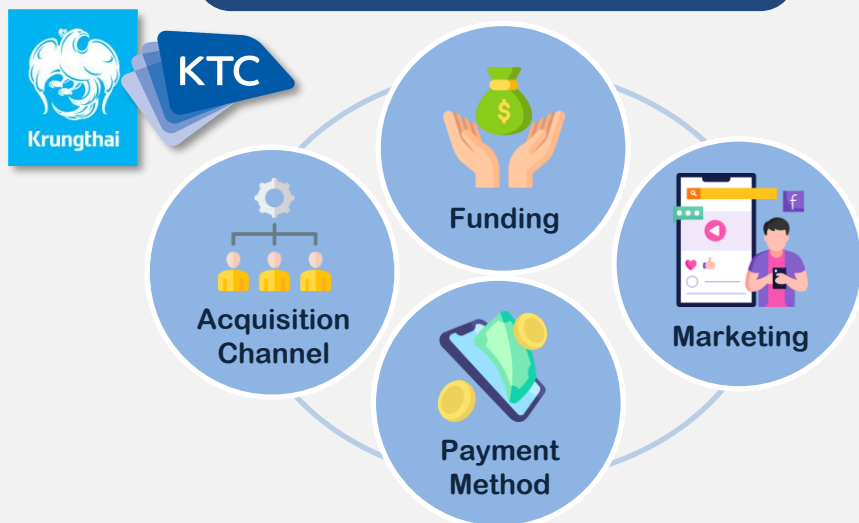 Krungthai
KTC
$
Funding
Acquisition
Channel
f
Marketing
Payment
Method